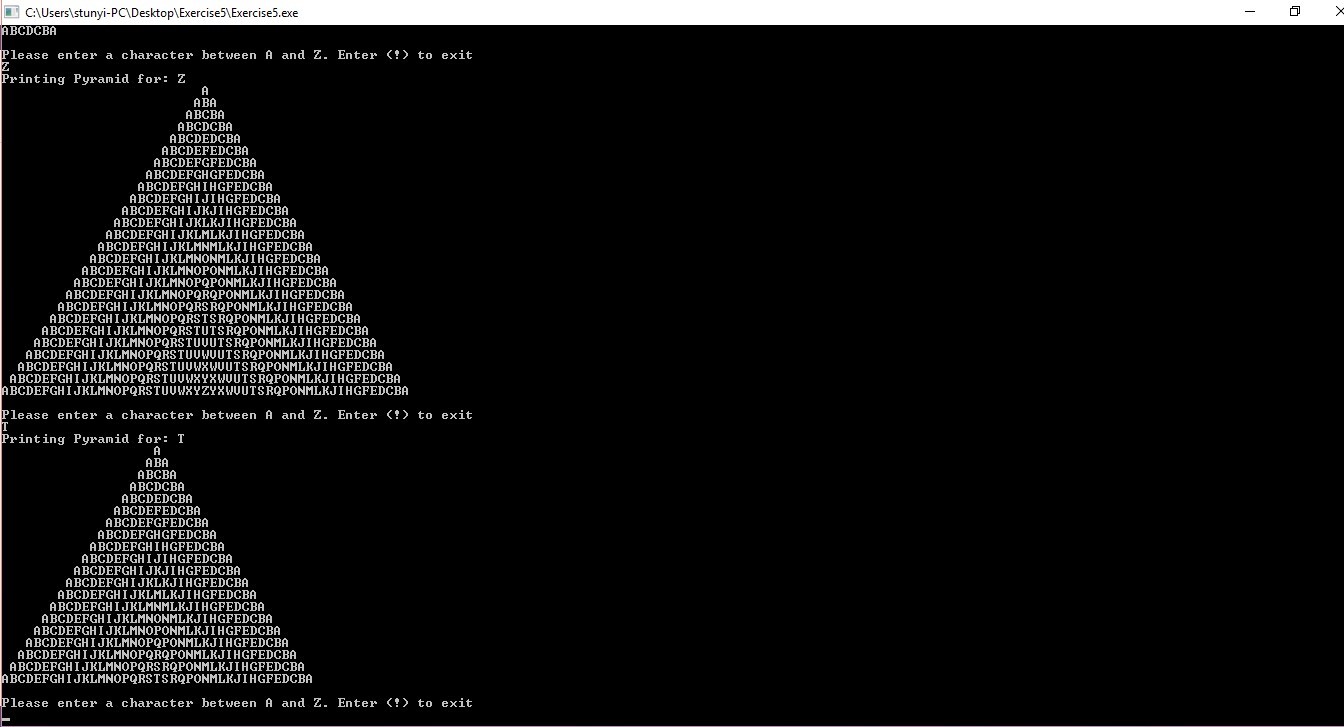 C:\Users\stunyi-PC\Desktop\Exercise5\Exercise5.exe
ABCDCBA
Please enter a character between A and Z. Enter (!) to exit
Z
Printing Pyramid for: Z
A
ABA
ABCBA
ABCDCBA
ABCDEDCBA
ABCDEFEDCBA
ABCDEFGFEDCBA
ABCDEFGHGFEDCBA
ABCDEFGHIHGFEDCBA
ABCDEFGHIJIHGFEDCBA
ABCDEFGHIJKJIHGFEDCBA
ABCDEFGHIJKLKJIHGFEDCBA
ABCDEFGHIJKLMLKJIHGFEDCBA
ABCDEFGHIJKLMNMLKJIHGFEDCBA
ABCDEFGHIJKLMNONMLKJIHGFEDCBA
ABCDEFGHIJKLMNOPONMLKJIHGFEDCBA
ABCDEFGHIJKLMNOPQPONMLKJIHGFEDCBA
ABCDEFGHIJKLMNOPQRQPONMLKJIHGFEDCBA
ABCDEFGHIJKLMNOPQRSRQPONMLKJIHGFEDCBA
ABCDEFGHIJKLMNOPQRSTSRQPONMLKJIHGFEDCBA
ABCDEFGHIJKLMNOPQRSTUTSRQPONMLKJIHGFEDCBA
ABCDEFGHIJKLMNOPQRSTUVUTSRQPONMLKJIHGFEDCBA
ABCDEFGHIJKLMNOPQRSTUVWVUTSRQPONMLKJIHGFEDCBA
ABCDEFGHIJKLMNOPQRSTUVWXWVUTSRQPONMLKJIHGFEDCBA
ABCDEFGHIJKLMNOPQRSTUVWXYXWVUTSRQPONMLKJIHGFEDCBA
ABCDEFGHIJKLMNOPQRSTUVWXYZYXWVUTSRQPONMLKJIHGFEDCBA
Please enter a character between A and Z. Enter (!) to exit
T
Printing Pyramid for: T
A
ABA
ABCBA
ABCDCBA
ABCDEDCBA
ABCDEFEDCBA
ABCDEFGFEDCBA
ABCDEFGHGFEDCBA
ABCDEFGHIHGFEDCBA
ABCDEFGHIJIHGFEDCBA
ABCDEFGHIJKJIHGFEDCBA
ABCDEFGHIJKLKJIHGFEDCBA
ABCDEFGHIJKLMLKJIHGFEDCBA
ABCDEFGHIJKLMNMLKJIHGFEDCBA
ABCDEFGHIJKLMNONMLKJIHGFEDCBA
ABCDEFGHIJKLMNOPONMLKJIHGFEDCBA
ABCDEFGHIJKLMNOPQPONMLKJIHGFEDCBA
ABCDEFGHIJKLMNOPQRQPONMLKJIHGFEDCBA
ABCDEFGHIJKLMNOPQRSRQPONMLKJIHGFEDCBA
ABCDEFGHIJKLMNOPQRSTSRQPONMLKJIHGFEDCBA
Please enter a character between A and Z. Enter (!) to exit